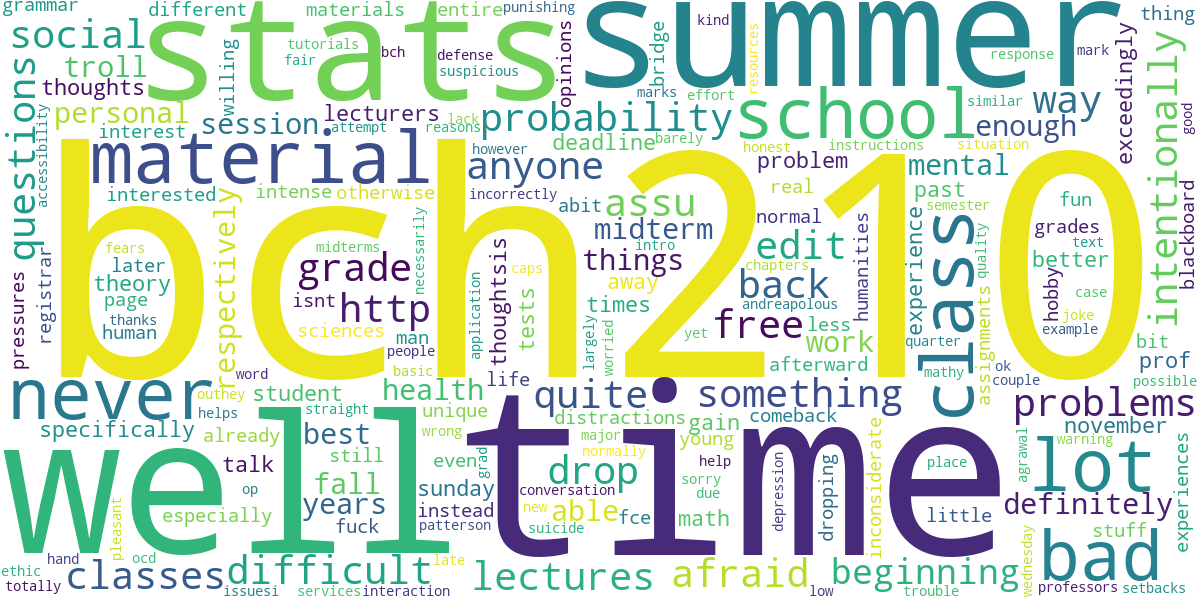 grammar different materials entire punishing thing
social stats summer kind
tutorials bch defense opinions bridge resources response mark
troll fair suspicious
questions thoughts willing marks effort similar way exceedingly intentionally good
personal lecturers lack probability school
interest session attempt reasons deadline barely honest instructions enough
accessibility material however anyone problem situation mental
interested intense otherwise incorrectly abit assu real past fun blackboard
bch210
respectively necessarily midterm normal semester grades
fears midterms intro edit humanities experience class text
later grade thoughtsis caps things chapters better quality
pressures registrar theory application tests away back hobby case
page isnt http times andreapolous joke
thanks sciences largely worried free less example bit
human man yet work quarter assignments prof
people afterward ok
word basic life mathy couple possible
never outhey student health quite something problems
helps straight unique distractions comeback
specifically already best wrong gain november
well time
still major young warning
talk even grad normally help drop lot place agrawal experiences
op fall sunday conversation sorry depression dropping inconsiderate
years new due definitely
pleasant especially instead able fce math little stuff
fuck patterson suicide wednesday bad
hand ocd late
ethic classes difficult lectures afraid beginning
totally issuesi services interaction low trouble professors setbacks